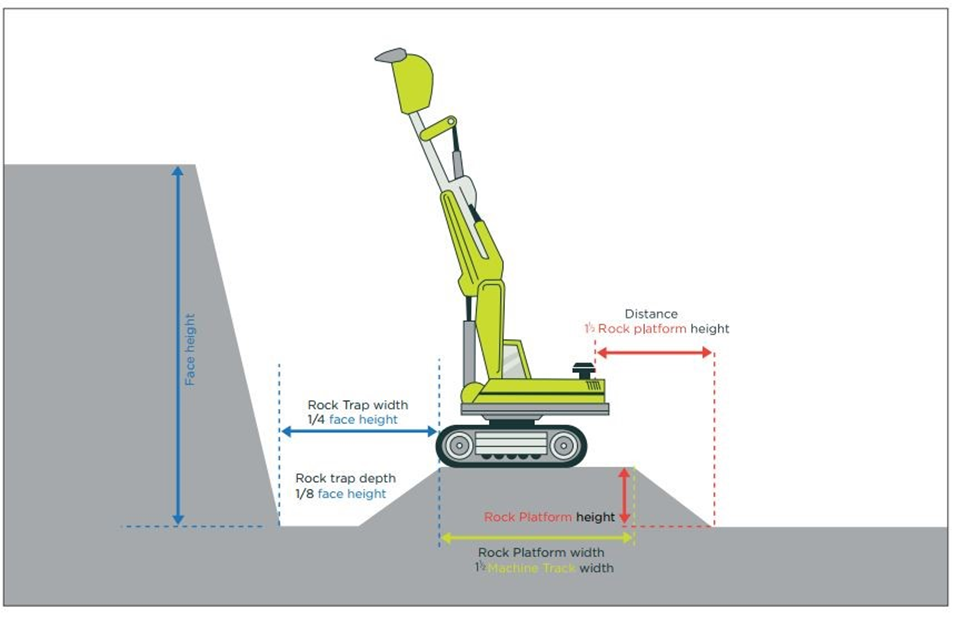 Distance
1½ Rock platform height
Face height
Rock Trap width
1/4 face height
Rock trap depth
1/8 face height
Rock Platform height
Rock Platform width
1½ Machine Track width